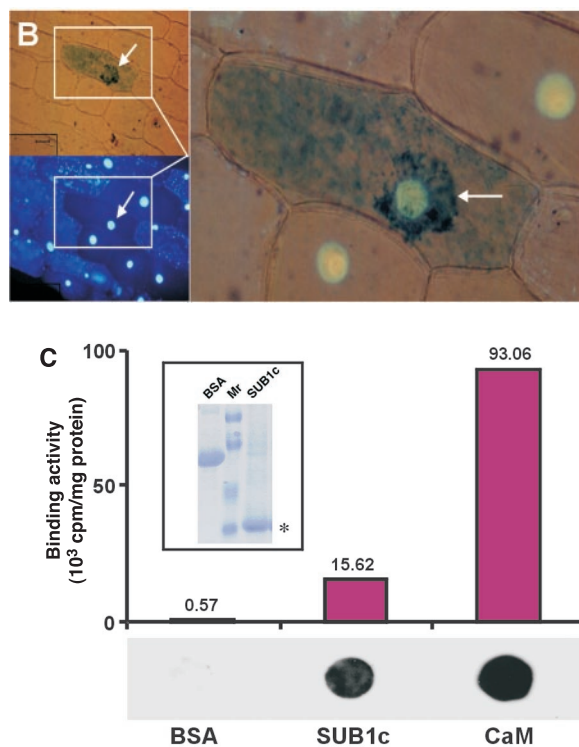 B
C
100
50
0
Binding activity
(10³ cpm/mg protein)
BSA Mr SUB1c
*
0.57
15.62
93.06
BSA SUB1c CaM